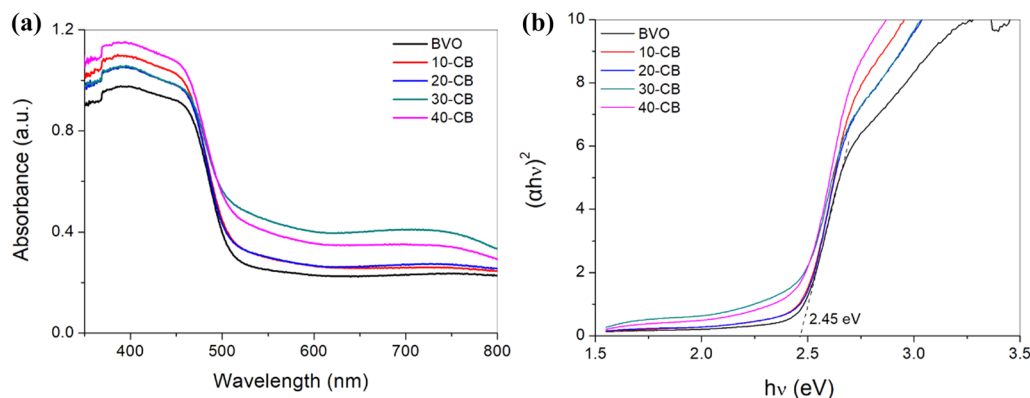 (a)
1.2
0.8
0.4
0.0
Absorbance (a.u.)
400
500
600
700
800
Wavelength (nm)
BVO
10-CB
20-CB
30-CB
40-CB
(b)
10
8
6
4
2
0
(αhν)²
1.5
2.0
2.5
3.0
3.5
hν (eV)
BVO
10-CB
20-CB
30-CB
40-CB
2.45 eV